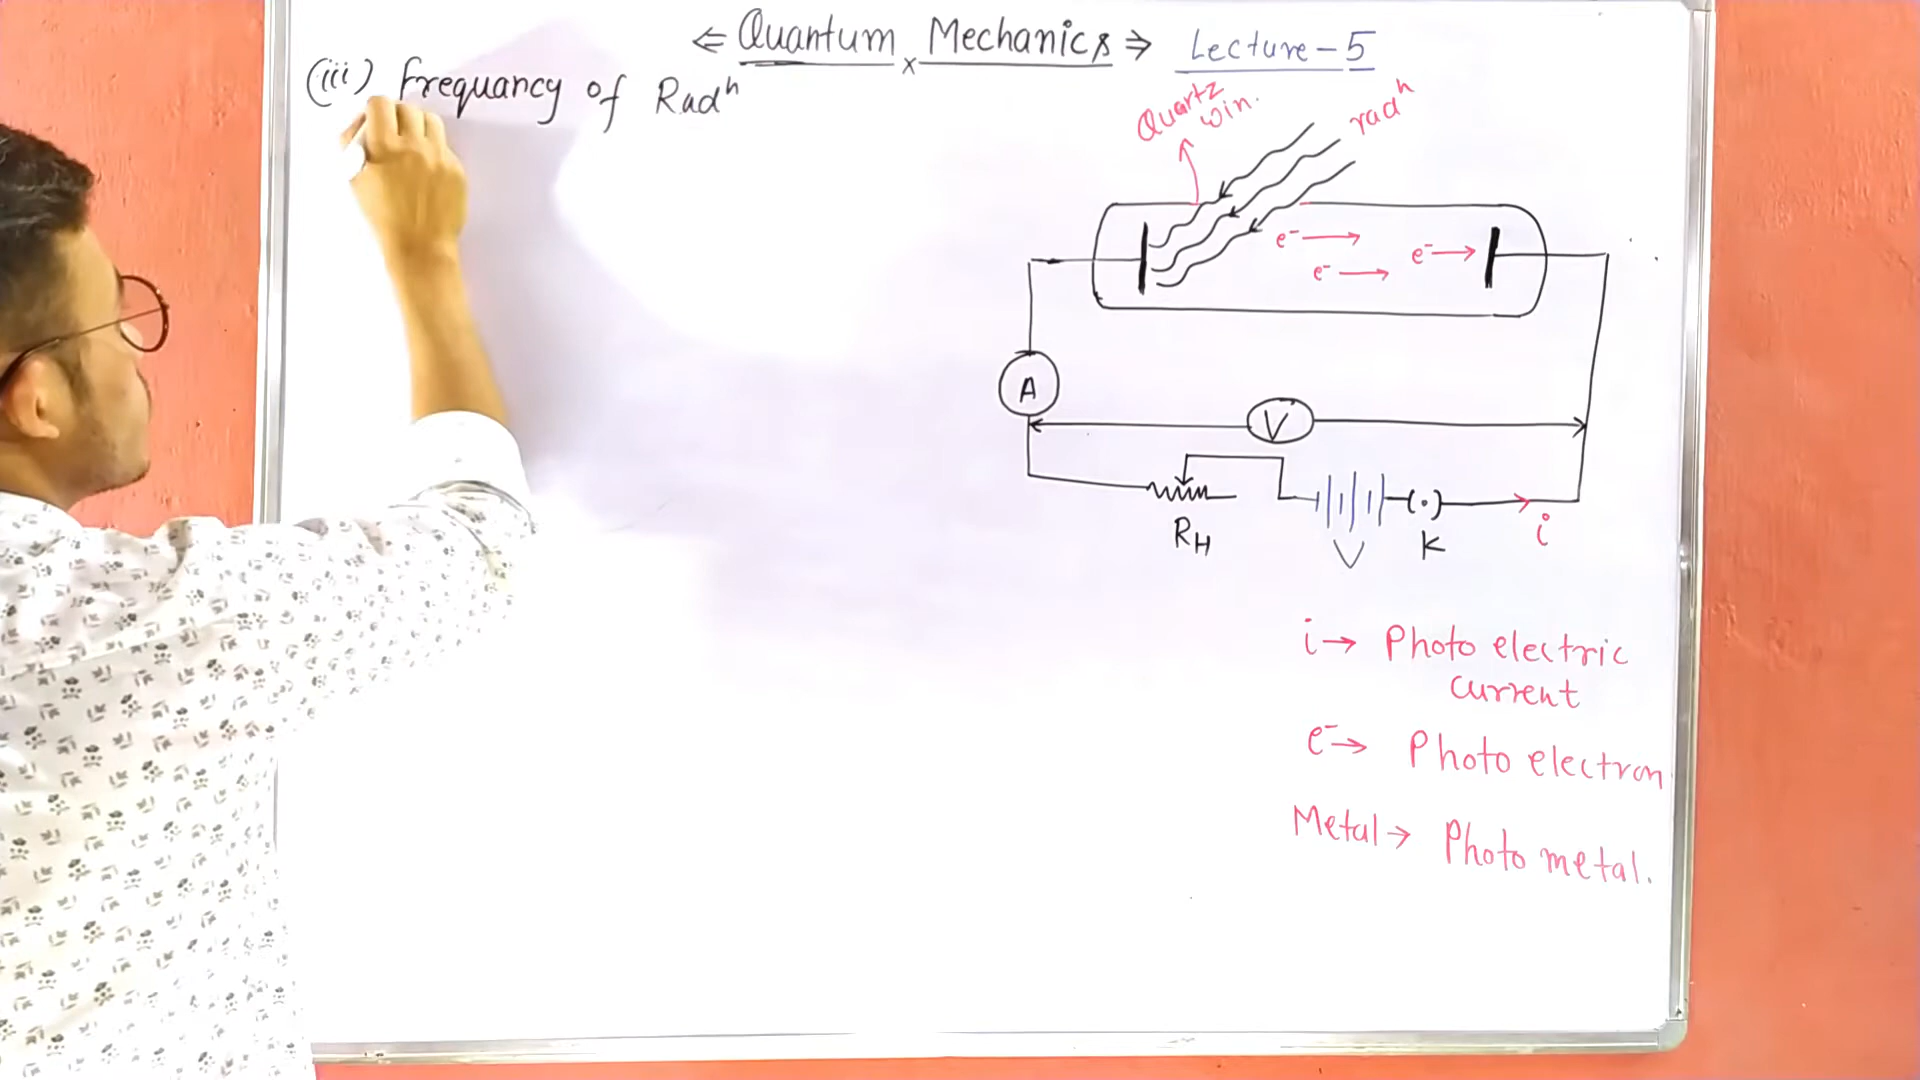 ⇐ Quantum × Mechanics ⇒ Lecture-5
(iii) Frequancy of Radⁿ
Quartz
win.
radⁿ
e⁻ →
e⁻ →
e⁻ →
A
V
R_H
V
K
i
i → Photo electric
current
e⁻ → Photo electron
Metal → Photo metal.